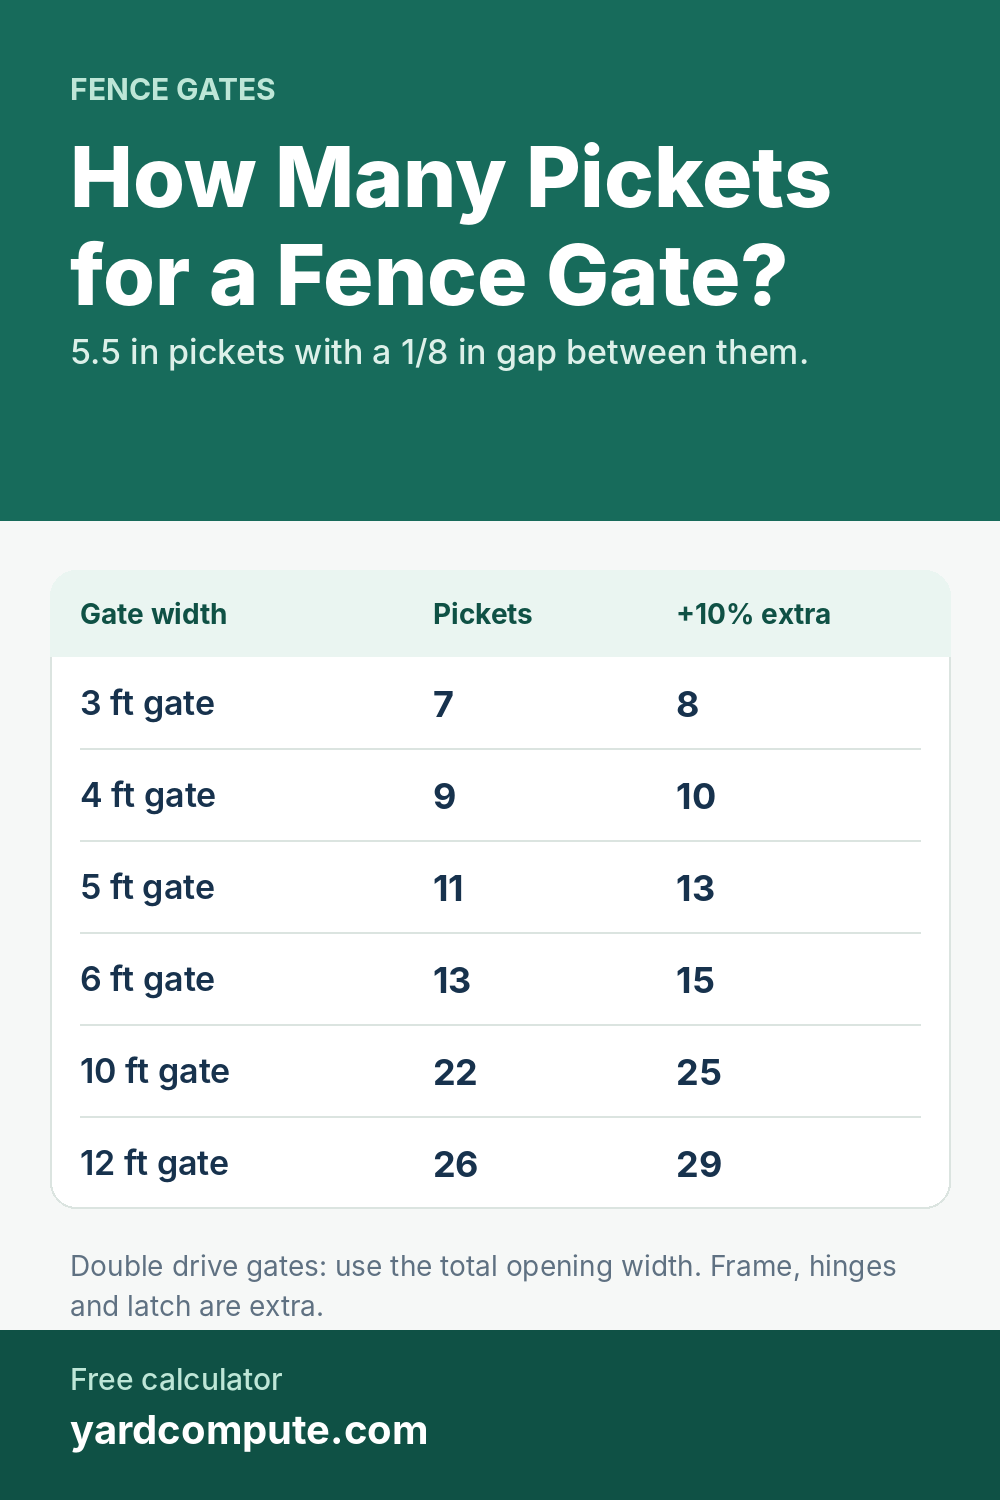 FENCE GATES
How Many Pickets
for a Fence Gate?
5.5 in pickets with a 1/8 in gap between them.
Gate width Pickets +10% extra
3 ft gate 7 8
4 ft gate 9 10
5 ft gate 11 13
6 ft gate 13 15
10 ft gate 22 25
12 ft gate 26 29
Double drive gates: use the total opening width. Frame, hinges
and latch are extra.
Free calculator
yardcompute.com